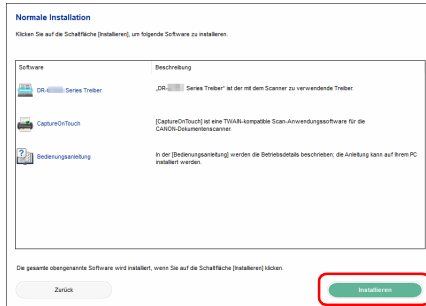 Normale Installation
Klicken Sie auf die Schaltfläche [Installieren], um folgende Software zu installieren.
Software Beschreibung
DR- Series Treiber „DR- Series Treiber“ ist der mit dem Scanner zu verwendende Treiber.
CaptureOnTouch [CaptureOnTouch] ist eine TWAIN-kompatible Scan-Anwendungssoftware für die
CANON-Dokumentenscanner.
Bedienungsanleitung In der [Bedienungsanleitung] werden die Betriebsdetails beschrieben; die Anleitung kann auf Ihrem PC
installiert werden.
Die gesamte obengenannte Software wird installiert, wenn Sie auf die Schaltfläche [Installieren] klicken.
Zurück Installieren